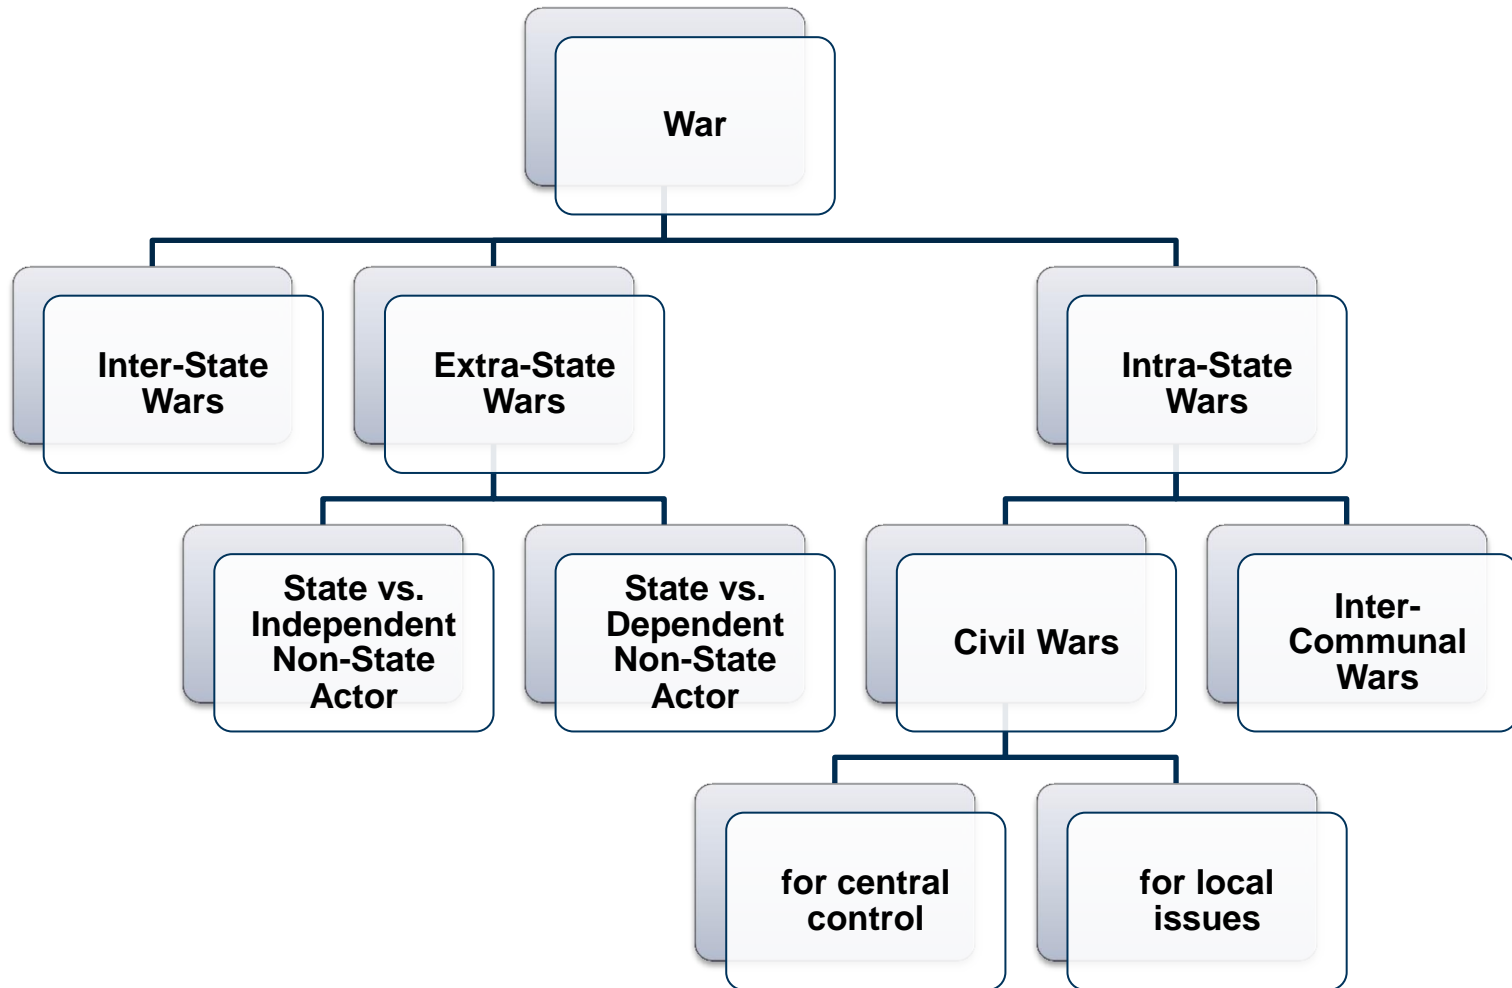 War
Inter-State
Wars
Extra-State
Wars
Intra-State
Wars
State vs.
Independent
Non-State
Actor
State vs.
Dependent
Non-State
Actor
Civil Wars
Inter-
Communal
Wars
for central
control
for local
issues